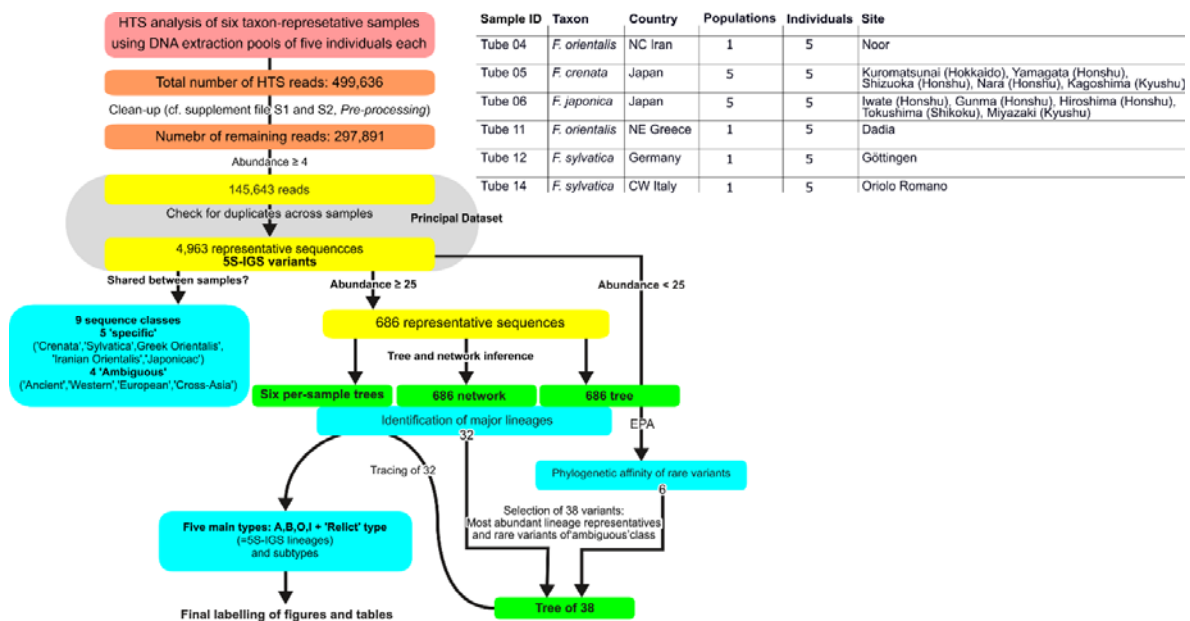 HTS analysis of six taxon-represetative samples
using DNA extraction pools of five individuals each
Total number of HTS reads: 499,636
Clean-up (cf. supplement file S1 and S2, Pre-processing)
Numebr of remaining reads: 297,891
Abundance ≥ 4
145,643 reads
Check for duplicates across samples
Principal Dataset
4,963 representative sequencces
5S-IGS variants
Shared between samples?
Abundance ≥ 25
Abundance < 25
9 sequence classes
5 'specific'
('Crenata','Sylvatica',Greek Orientalis',
'Iranian Orientalis','Japonicac')
4 'Ambiguous'
('Ancient','Western','European','Cross-Asia')
686 representative sequences
Tree and network inference
Six per-sample trees
686 network
686 tree
Identification of major lineages
32
EPA
Tracing of 32
Phylogenetic affinity of rare variants
6
Selection of 38 variants:
Most abundant lineage representatives
and rare variants of ambiguous class
Five main types: A,B,O,I + 'Relict' type
(=5S-IGS lineages)
and subtypes
Tree of 38
Final labelling of figures and tables
Sample ID Taxon Country Populations Individuals Site
Tube 04 F. orientalis NC Iran 1 5 Noor
Tube 05 F. crenata Japan 5 5 Kuromatsunai (Hokkaido), Yamagata (Honshu),
Shizuoka (Honshu), Nara (Honshu), Kagoshima (Kyushu)
Tube 06 F. japonica Japan 5 5 Iwate (Honshu), Gunma (Honshu), Hiroshima (Honshu),
Tokushima (Shikoku), Miyazaki (Kyushu)
Tube 11 F. orientalis NE Greece 1 5 Dadia
Tube 12 F. sylvatica Germany 1 5 Göttingen
Tube 14 F. sylvatica CW Italy 1 5 Oriolo Romano